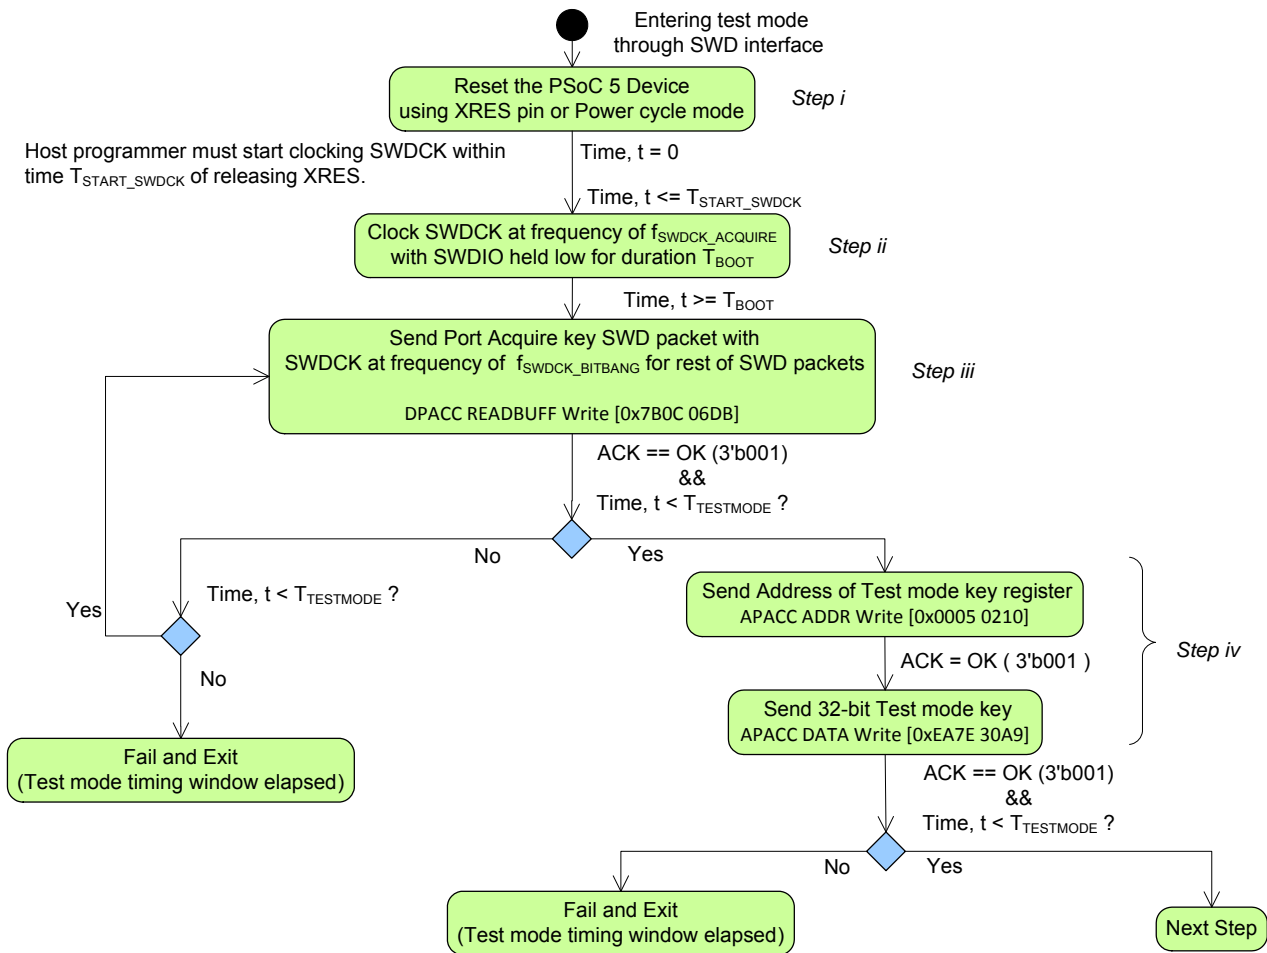 Entering test mode
through SWD interface
Reset the PSoC 5 Device
using XRES pin or Power cycle mode
Step i
Host programmer must start clocking SWDCK within
time TSTART_SWDCK of releasing XRES.
Time, t = 0
Time, t <= TSTART_SWDCK
Clock SWDCK at frequency of fSWDCK_ACQUIRE
with SWDIO held low for duration TBOOT
Step ii
Time, t >= TBOOT
Send Port Acquire key SWD packet with
SWDCK at frequency of fSWDCK_BITBANG for rest of SWD packets
DPACC READBUFF Write [0x7B0C 06DB]
Step iii
ACK == OK (3'b001)
&&
Time, t < TTESTMODE ?
No
Yes
Time, t < TTESTMODE ?
Yes
No
Fail and Exit
(Test mode timing window elapsed)
Send Address of Test mode key register
APACC ADDR Write [0x0005 0210]
ACK = OK ( 3'b001 )
Step iv
Send 32-bit Test mode key
APACC DATA Write [0xEA7E 30A9]
ACK == OK (3'b001)
&&
Time, t < TTESTMODE ?
No
Yes
Fail and Exit
(Test mode timing window elapsed)
Next Step